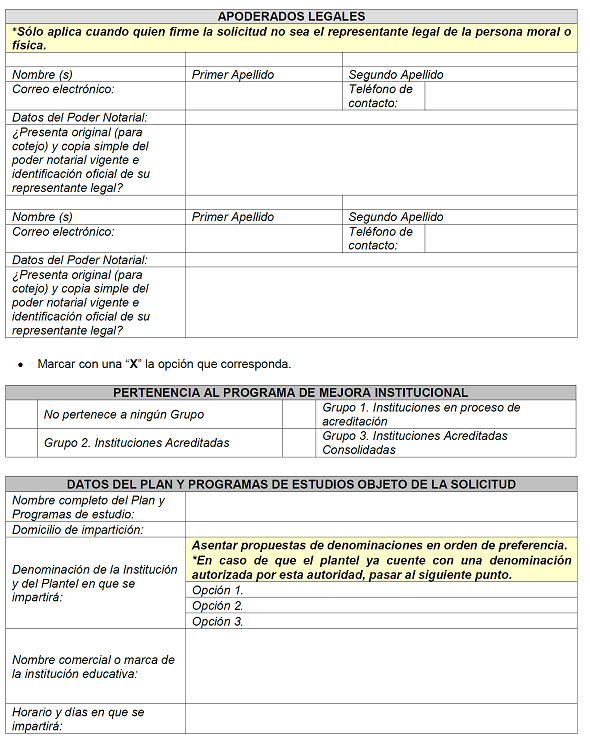 APODERADOS LEGALES
*Sólo aplica cuando quien firme la solicitud no sea el representante legal de la persona moral o
física.
Nombre (s) Primer Apellido Segundo Apellido
Correo electrónico: Teléfono de
contacto:
Datos del Poder Notarial:
¿Presenta original (para
cotejo) y copia simple del
poder notarial vigente e
identificación oficial de su
representante legal?
Nombre (s) Primer Apellido Segundo Apellido
Correo electrónico: Teléfono de
contacto:
Datos del Poder Notarial:
¿Presenta original (para
cotejo) y copia simple del
poder notarial vigente e
identificación oficial de su
representante legal?
• Marcar con una “X” la opción que corresponda.
PERTENENCIA AL PROGRAMA DE MEJORA INSTITUCIONAL
No pertenece a ningún Grupo
Grupo 1. Instituciones en proceso de
acreditación
Grupo 2. Instituciones Acreditadas
Grupo 3. Instituciones Acreditadas
Consolidadas
DATOS DEL PLAN Y PROGRAMAS DE ESTUDIOS OBJETO DE LA SOLICITUD
Nombre completo del Plan y
Programas de estudio:
Domicilio de impartición:
Denominación de la Institución
y del Plantel en que se
impartirá:
Asentar propuestas de denominaciones en orden de preferencia.
*En caso de que el plantel ya cuente con una denominación
autorizada por esta autoridad, pasar al siguiente punto.
Opción 1.
Opción 2.
Opción 3.
Nombre comercial o marca de
la institución educativa:
Horario y días en que se
impartirá: